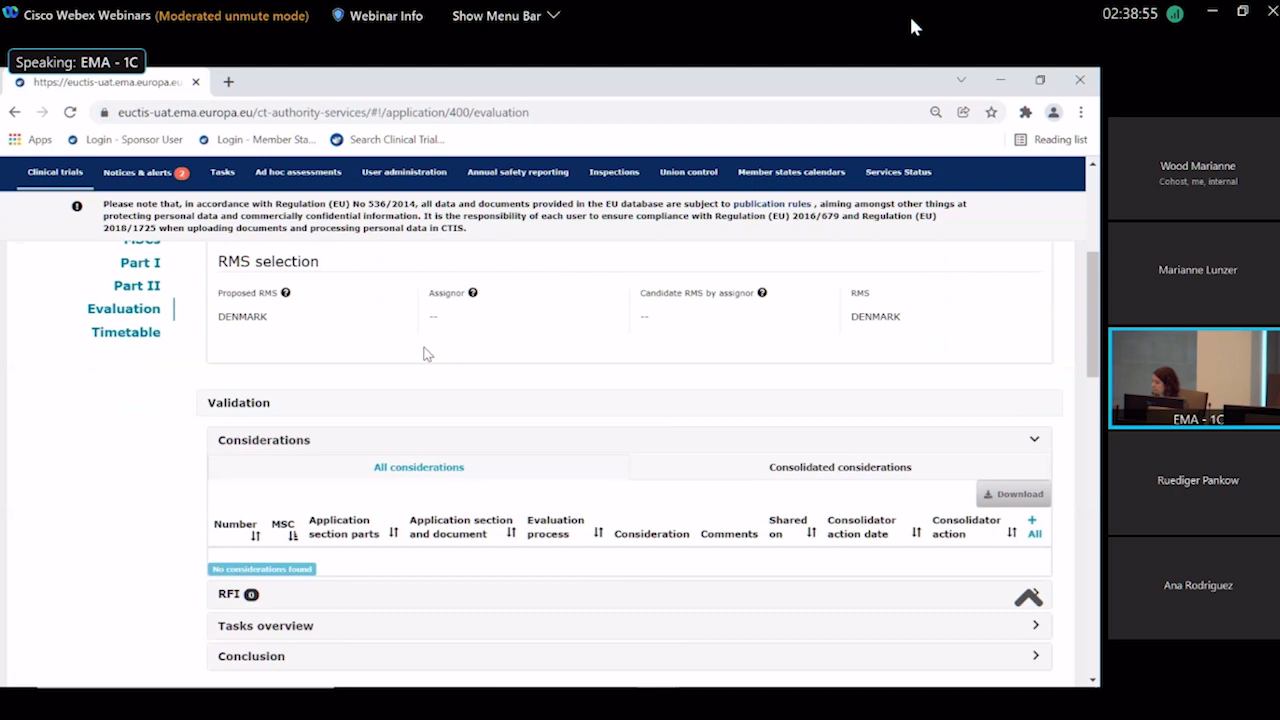 Cisco Webex Webinars (Moderated unmute mode)
Webinar Info
Show Menu Bar
02:38:55
Speaking: EMA - 1C
https://euctis-uat.ema.europa.eu
euctis-uat.ema.europa.eu/ct-authority-services/#!/application/400/evaluation
Apps
Login - Sponsor User
Login - Member Sta...
Search Clinical Trial...
Reading list
Clinical trials
Notices & alerts 2
Tasks
Ad hoc assessments
User administration
Annual safety reporting
Inspections
Union control
Member states calendars
Services Status
Please note that, in accordance with Regulation (EU) No 536/2014, all data and documents provided in the EU database are subject to publication rules , aiming amongst other things at
protecting personal data and commercially confidential information. It is the responsibility of each user to ensure compliance with Regulation (EU) 2016/679 and Regulation (EU)
2018/1725 when uploading documents and processing personal data in CTIS.
MSCs
Part I
Part II
Evaluation
Timetable
RMS selection
Proposed RMS
Assignor
Candidate RMS by assignor
RMS
DENMARK
--
--
DENMARK
Validation
Considerations
All considerations
Consolidated considerations
Download
Number
MSC
Application section parts
Application section and document
Evaluation process
Consideration
Comments
Shared on
Consolidator action date
Consolidator action
+ All
No considerations found
RFI 0
Tasks overview
Conclusion
Wood Marianne
Cohost, me, internal
Marianne Lunzer
EMA - 1C
Ruediger Pankow
Ana Rodriguez